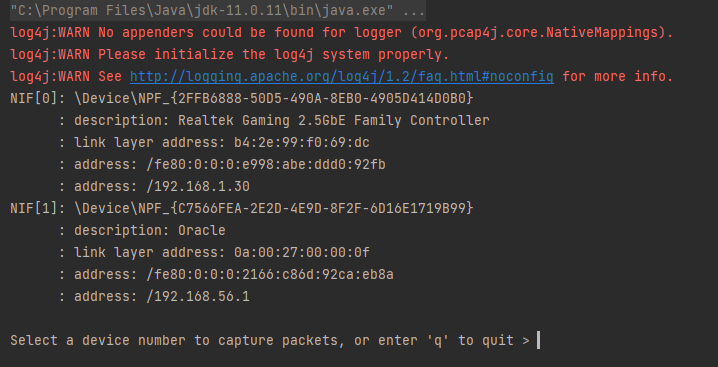 "C:\Program Files\Java\jdk-11.0.11\bin\java.exe" ...
log4j:WARN No appenders could be found for logger (org.pcap4j.core.NativeMappings).
log4j:WARN Please initialize the log4j system properly.
log4j:WARN See http://logging.apache.org/log4j/1.2/faq.html#noconfig for more info.
NIF[0]: \Device\NPF_{2FFB6888-50D5-490A-8EB0-4905D414D0B0}
: description: Realtek Gaming 2.5GbE Family Controller
: link layer address: b4:2e:99:f0:69:dc
: address: /fe80:0:0:0:e998:abe:ddd0:92fb
: address: /192.168.1.30
NIF[1]: \Device\NPF_{C7566FEA-2E2D-4E9D-8F2F-6D16E1719B99}
: description: Oracle
: link layer address: 0a:00:27:00:00:0f
: address: /fe80:0:0:0:2166:c86d:92ca:eb8a
: address: /192.168.56.1
Select a device number to capture packets, or enter 'q' to quit >